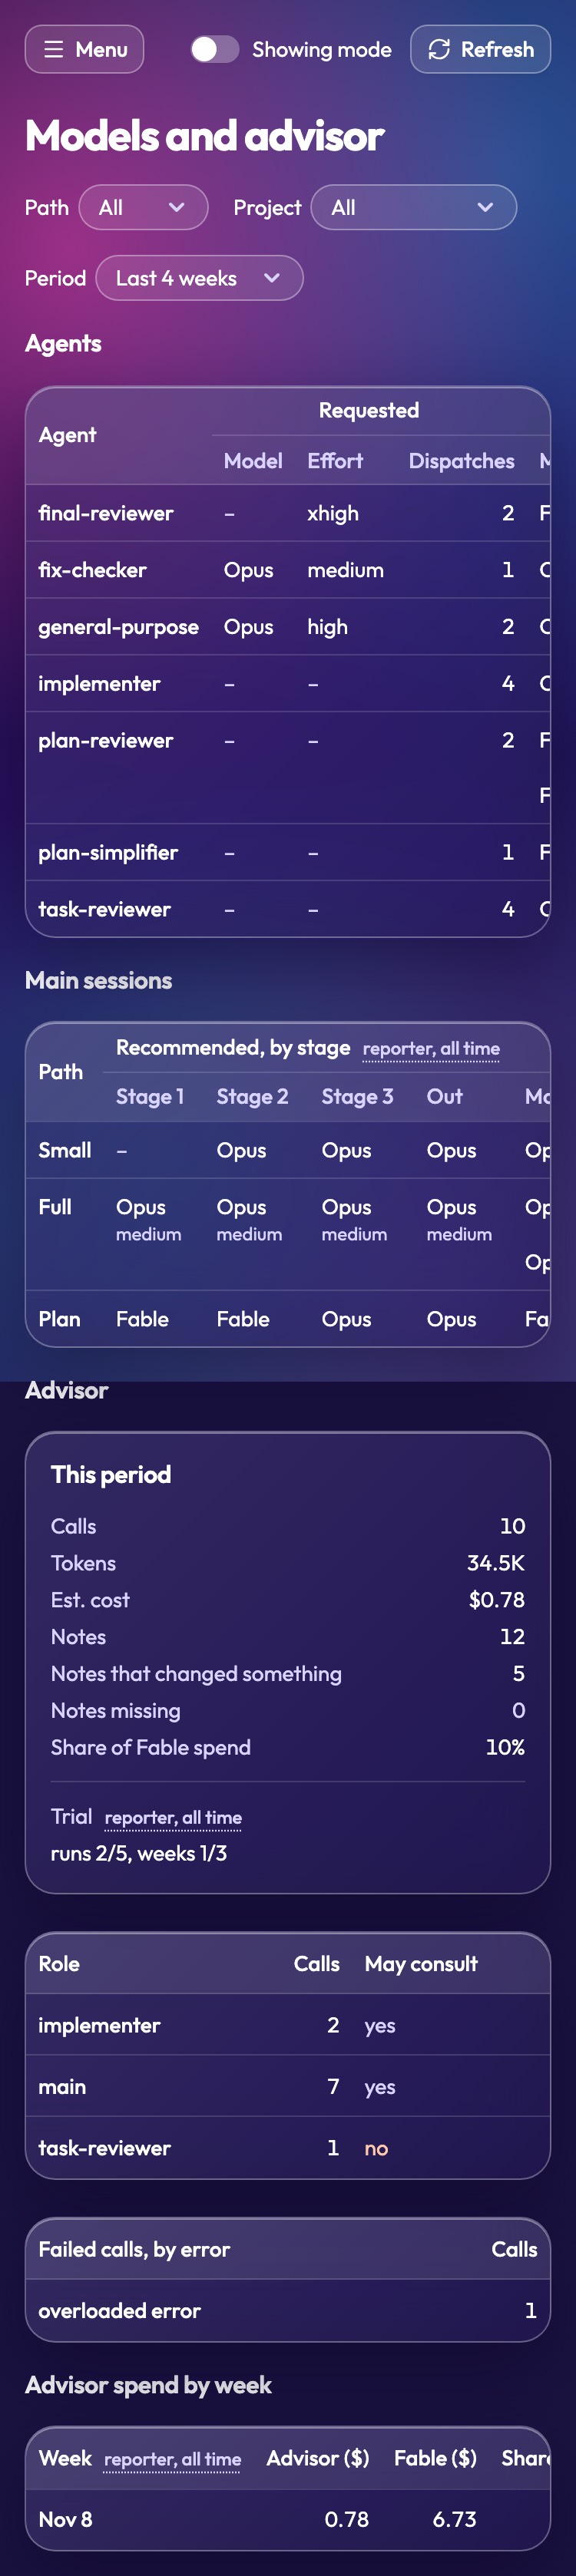 Menu Showing mode Refresh
Models and advisor
Path All Project All
Period Last 4 weeks
Agents
Agent Requested
Model Effort Dispatches
final-reviewer – xhigh 2
fix-checker Opus medium 1
general-purpose Opus high 2
implementer – – 4
plan-reviewer – – 2
plan-simplifier – – 1
task-reviewer – – 4
Main sessions
Path Recommended, by stage reporter, all time
Stage 1 Stage 2 Stage 3 Out
Small – Opus Opus Opus
Full Opus Opus Opus Opus
medium medium medium medium
Plan Fable Fable Opus Opus
Advisor
This period
Calls 10
Tokens 34.5K
Est. cost $0.78
Notes 12
Notes that changed something 5
Notes missing 0
Share of Fable spend 10%
Trial reporter, all time
runs 2/5, weeks 1/3
Role Calls May consult
implementer 2 yes
main 7 yes
task-reviewer 1 no
Failed calls, by error Calls
overloaded error 1
Advisor spend by week
Week reporter, all time Advisor ($) Fable ($) Share
Nov 8 0.78 6.73